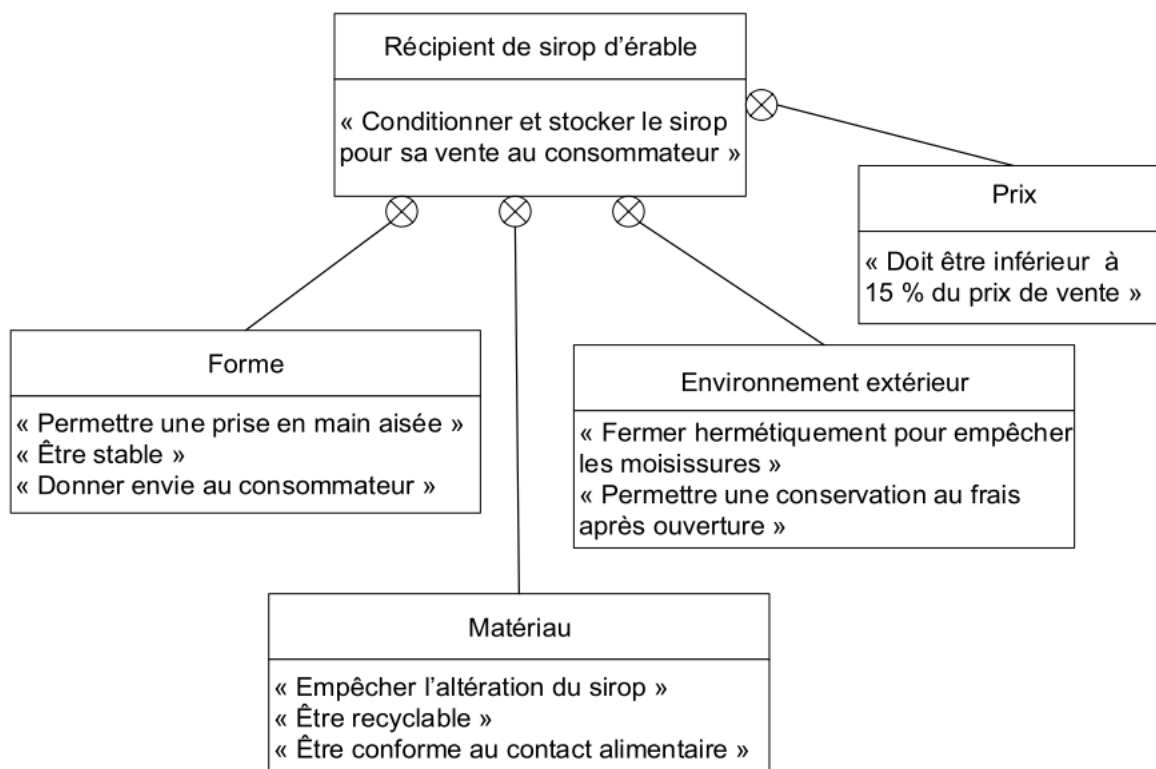 Récipient de sirop d'érable
« Conditionner et stocker le sirop
pour sa vente au consommateur »
Prix
« Doit être inférieur à
15 % du prix de vente »
Forme
« Permettre une prise en main aisée »
« Être stable »
« Donner envie au consommateur »
Environnement extérieur
« Fermer hermétiquement pour empêcher
les moisissures »
« Permettre une conservation au frais
après ouverture »
Matériau
« Empêcher l'altération du sirop »
« Être recyclable »
« Être conforme au contact alimentaire »